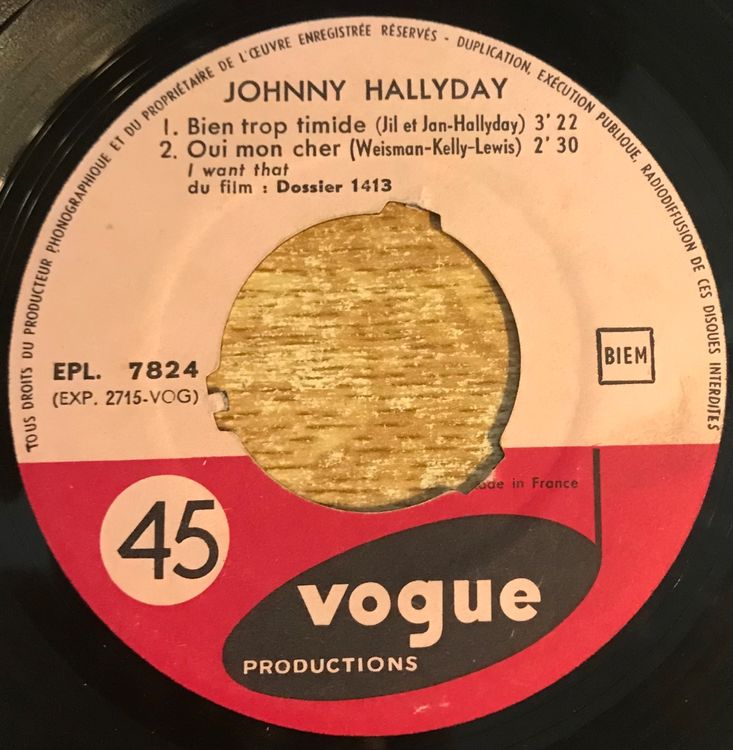 TOUS DROITS DU PRODUCTEUR PHONOGRAPHIQUE ET DU PROPRIÉTAIRE DE L'ŒUVRE ENREGISTRÉE RÉSERVÉS - DUPLICATION, EXÉCUTION PUBLIQUE, RADIODIFFUSION DE CES DISQUES INTERDITES
JOHNNY HALLYDAY
1. Bien trop timide (Jil et Jan-Hallyday) 3'22
2. Oui mon cher (Weisman-Kelly-Lewis) 2'30
I want that
du film : Dossier 1413
BIEM
EPL. 7824
(EXP. 2715-VOG)
in France
45
vogue
PRODUCTIONS